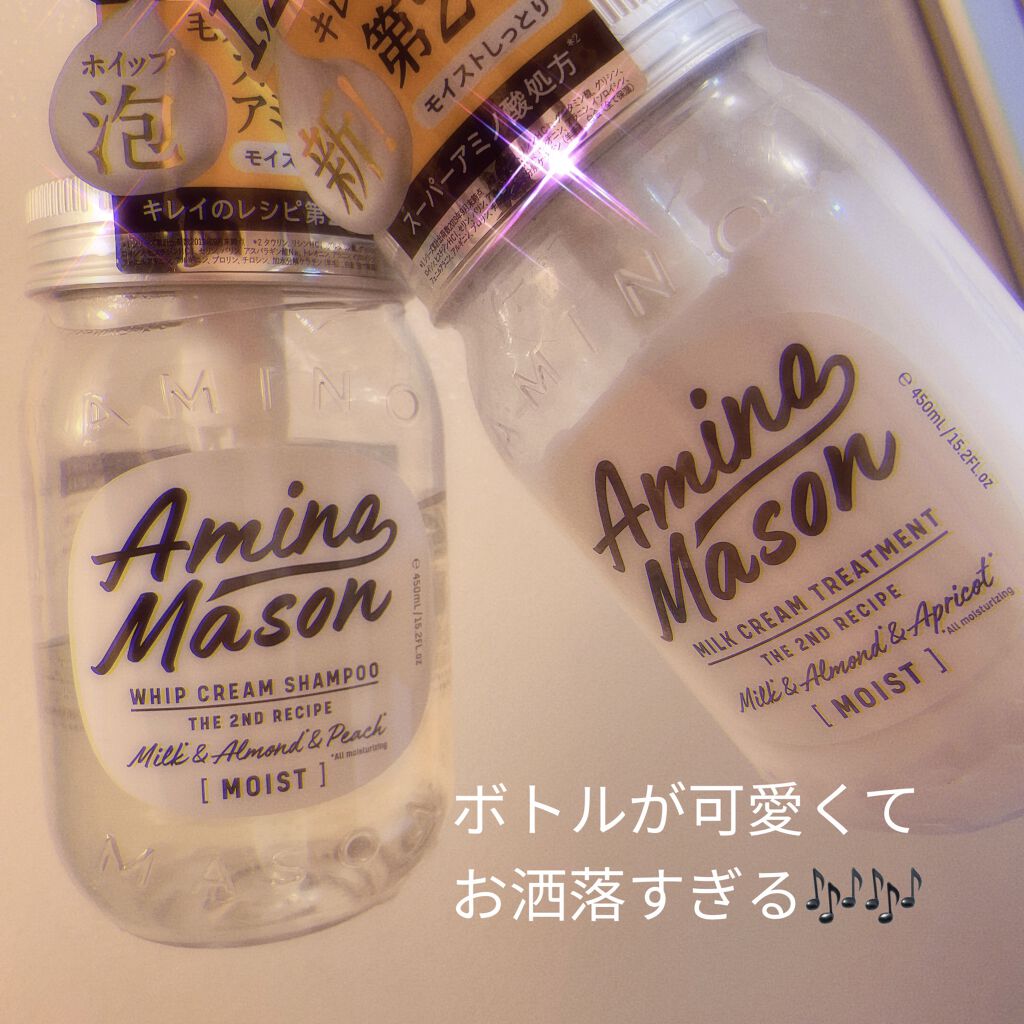 ホイップ
泡
モイス
キレイのレシピ第
新!
キレ
第2
モイストしっとり
スーパーアミノ酸処方*2
AMINO
Amino
Mason
WHIP CREAM SHAMPOO
THE 2ND RECIPE
Milk*&Almond*&Peach*
*All moisturizing
[ MOIST ]
℮ 450mL/15.2FL.oz
MASON
AMINO
Amino
Mason
MILK CREAM TREATMENT
THE 2ND RECIPE
Milk*&Almond*&Apricot*
*All moisturizing
[ MOIST ]
℮ 450mL/15.2FL.oz
ボトルが可愛くて
お洒落すぎる🎶🎶